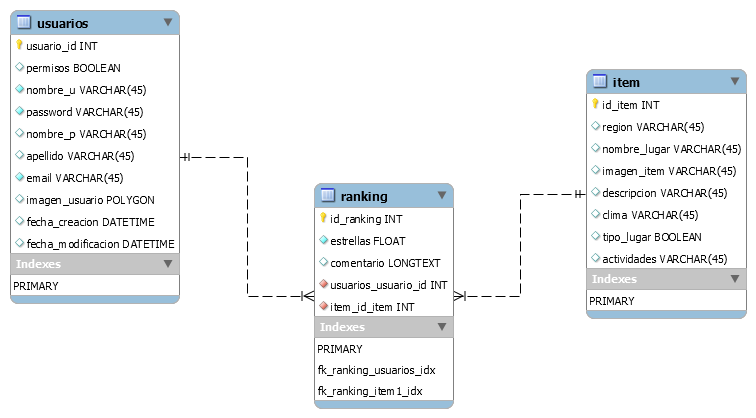 usuarios
usuario_id INT
permisos BOOLEAN
nombre_u VARCHAR(45)
password VARCHAR(45)
nombre_p VARCHAR(45)
apellido VARCHAR(45)
email VARCHAR(45)
imagen_usuario POLYGON
fecha_creacion DATETIME
fecha_modificacion DATETIME
Indexes
PRIMARY
ranking
id_ranking INT
estrellas FLOAT
comentario LONGTEXT
usuarios_usuario_id INT
item_id_item INT
Indexes
PRIMARY
fk_ranking_usuarios_idx
fk_ranking_item1_idx
item
id_item INT
region VARCHAR(45)
nombre_lugar VARCHAR(45)
imagen_item VARCHAR(45)
descripcion VARCHAR(45)
clima VARCHAR(45)
tipo_lugar BOOLEAN
actividades VARCHAR(45)
Indexes
PRIMARY